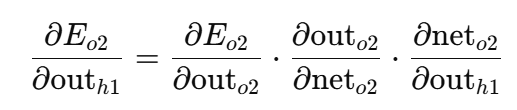 ∂E_{o2}/∂out_{h1} = ∂E_{o2}/∂out_{o2} · ∂out_{o2}/∂net_{o2} · ∂net_{o2}/∂out_{h1}